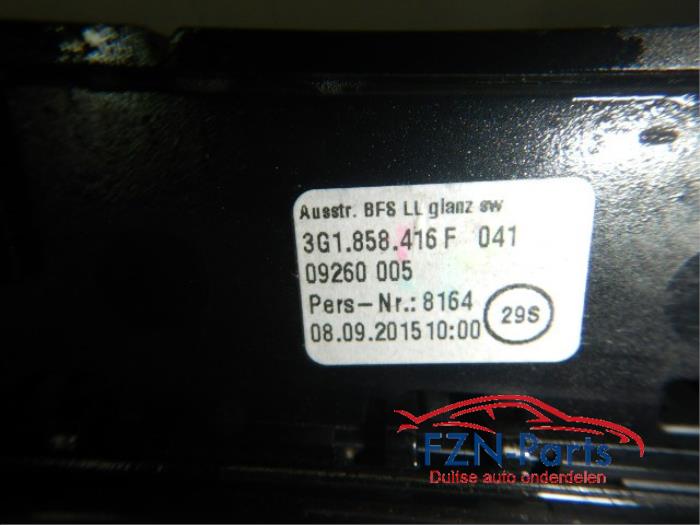 Ausstr. BFS LL glanz sw
3G1.858.416 F 041
09260 005
Pers-Nr.: 8164
08.09.2015 10:00
29S
FZN-Parts
Duitse auto onderdelen